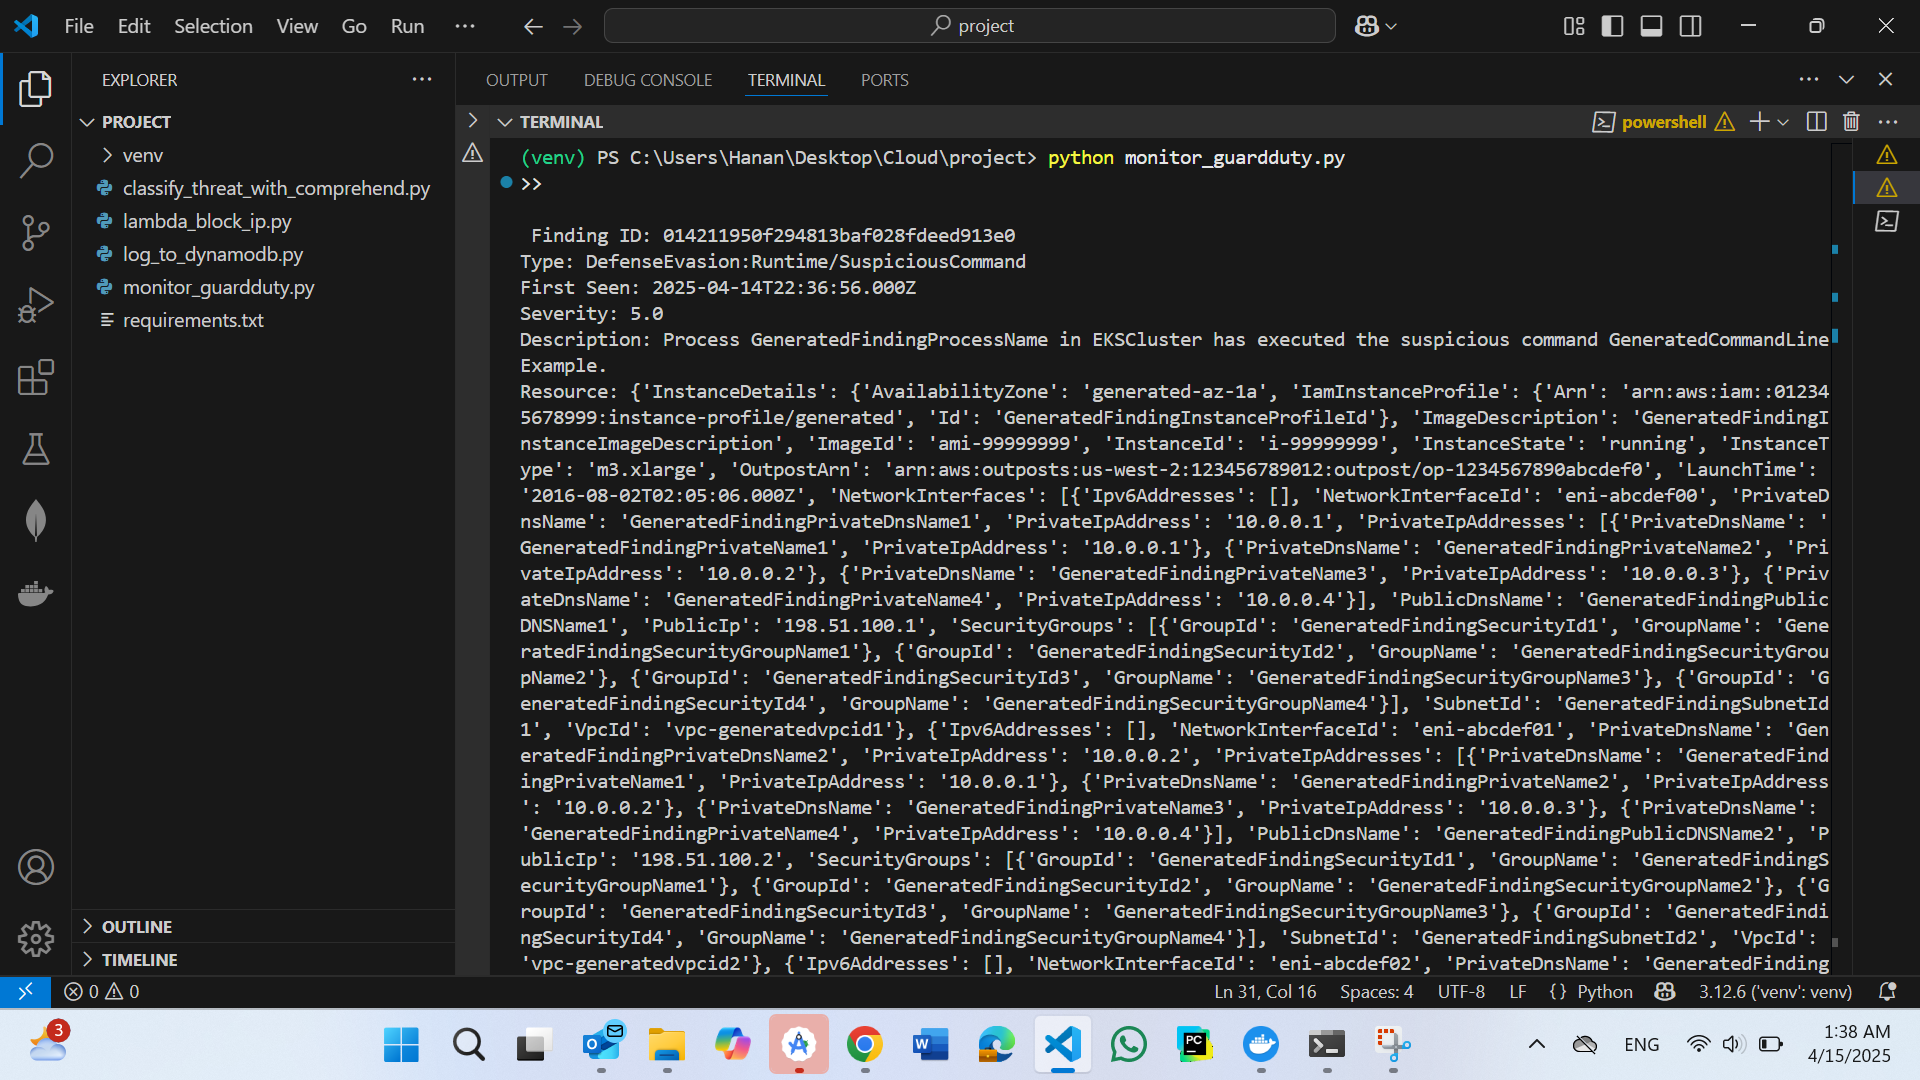 File Edit Selection View Go Run ···
project
EXPLORER
PROJECT
venv
classify_threat_with_comprehend.py
lambda_block_ip.py
log_to_dynamodb.py
monitor_guardduty.py
requirements.txt
OUTLINE
TIMELINE
OUTPUT DEBUG CONSOLE TERMINAL PORTS
TERMINAL
powershell
(venv) PS C:\Users\Hanan\Desktop\Cloud\project> python monitor_guardduty.py
>>
Finding ID: 014211950f294813baf028fdeed913e0
Type: DefenseEvasion:Runtime/SuspiciousCommand
First Seen: 2025-04-14T22:36:56.000Z
Severity: 5.0
Description: Process GeneratedFindingProcessName in EKSCluster has executed the suspicious command GeneratedCommandLine
Example.
Resource: {'InstanceDetails': {'AvailabilityZone': 'generated-az-1a', 'IamInstanceProfile': {'Arn': 'arn:aws:iam::01234
5678999:instance-profile/generated', 'Id': 'GeneratedFindingInstanceProfileId'}, 'ImageDescription': 'GeneratedFindingI
nstanceImageDescription', 'ImageId': 'ami-99999999', 'InstanceId': 'i-99999999', 'InstanceState': 'running', 'InstanceT
ype': 'm3.xlarge', 'OutpostArn': 'arn:aws:outposts:us-west-2:123456789012:outpost/op-1234567890abcdef0', 'LaunchTime':
'2016-08-02T02:05:06.000Z', 'NetworkInterfaces': [{'Ipv6Addresses': [], 'NetworkInterfaceId': 'eni-abcdef00', 'PrivateD
nsName': 'GeneratedFindingPrivateDnsName1', 'PrivateIpAddress': '10.0.0.1', 'PrivateIpAddresses': [{'PrivateDnsName': '
GeneratedFindingPrivateName1', 'PrivateIpAddress': '10.0.0.1'}, {'PrivateDnsName': 'GeneratedFindingPrivateName2', 'Pri
vateIpAddress': '10.0.0.2'}, {'PrivateDnsName': 'GeneratedFindingPrivateName3', 'PrivateIpAddress': '10.0.0.3'}, {'Priv
ateDnsName': 'GeneratedFindingPrivateName4', 'PrivateIpAddress': '10.0.0.4'}], 'PublicDnsName': 'GeneratedFindingPublic
DNSName1', 'PublicIp': '198.51.100.1', 'SecurityGroups': [{'GroupId': 'GeneratedFindingSecurityId1', 'GroupName': 'Gene
ratedFindingSecurityGroupName1'}, {'GroupId': 'GeneratedFindingSecurityId2', 'GroupName': 'GeneratedFindingSecurityGrou
pName2'}, {'GroupId': 'GeneratedFindingSecurityId3', 'GroupName': 'GeneratedFindingSecurityGroupName3'}, {'GroupId': 'G
eneratedFindingSecurityId4', 'GroupName': 'GeneratedFindingSecurityGroupName4'}], 'SubnetId': 'GeneratedFindingSubnetId
1', 'VpcId': 'vpc-generatedvpcid1'}, {'Ipv6Addresses': [], 'NetworkInterfaceId': 'eni-abcdef01', 'PrivateDnsName': 'Gen
eratedFindingPrivateDnsName2', 'PrivateIpAddress': '10.0.0.2', 'PrivateIpAddresses': [{'PrivateDnsName': 'GeneratedFind
ingPrivateName1', 'PrivateIpAddress': '10.0.0.1'}, {'PrivateDnsName': 'GeneratedFindingPrivateName2', 'PrivateIpAddress
': '10.0.0.2'}, {'PrivateDnsName': 'GeneratedFindingPrivateName3', 'PrivateIpAddress': '10.0.0.3'}, {'PrivateDnsName':
'GeneratedFindingPrivateName4', 'PrivateIpAddress': '10.0.0.4'}], 'PublicDnsName': 'GeneratedFindingPublicDNSName2', 'P
ublicIp': '198.51.100.2', 'SecurityGroups': [{'GroupId': 'GeneratedFindingSecurityId1', 'GroupName': 'GeneratedFindingS
ecurityGroupName1'}, {'GroupId': 'GeneratedFindingSecurityId2', 'GroupName': 'GeneratedFindingSecurityGroupName2'}, {'G
roupId': 'GeneratedFindingSecurityId3', 'GroupName': 'GeneratedFindingSecurityGroupName3'}, {'GroupId': 'GeneratedFindi
ngSecurityId4', 'GroupName': 'GeneratedFindingSecurityGroupName4'}], 'SubnetId': 'GeneratedFindingSubnetId2', 'VpcId':
'vpc-generatedvpcid2'}, {'Ipv6Addresses': [], 'NetworkInterfaceId': 'eni-abcdef02', 'PrivateDnsName': 'GeneratedFinding
0 0 Ln 31, Col 16 Spaces: 4 UTF-8 LF {} Python 3.12.6 ('venv': venv)
3
PC
ENG
1:38 AM
4/15/2025